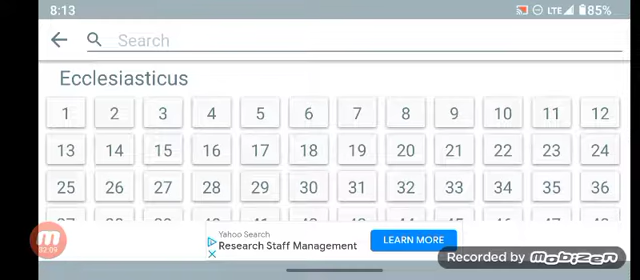 8:13 LTE 85%
Search
Ecclesiasticus
1 2 3 4 5 6 7 8 9 10 11 12
13 14 15 16 17 18 19 20 21 22 23 24
25 26 27 28 29 30 31 32 33 34 35 36
Yahoo Search
Research Staff Management
LEARN MORE
02:09
Recorded by Mobizen